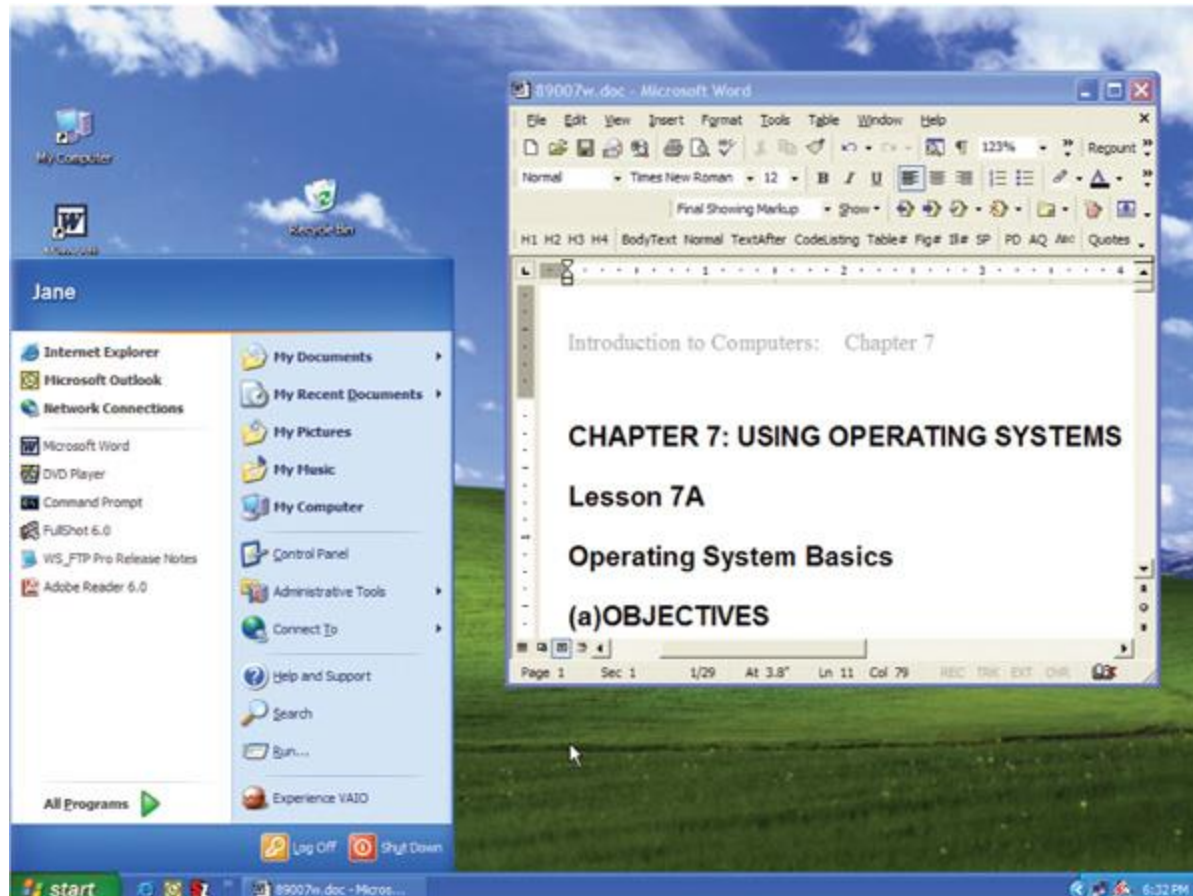 My Computer
Recycle Bin
Microsoft
89007w.doc - Microsoft Word
File Edit View Insert Format Tools Table Window Help
123% Recount
Normal Times New Roman 12 B I U
Final Showing Markup Show
H1 H2 H3 H4 BodyText Normal TextAfter CodeListing Table# Fig# Ill# SP PD AQ Quotes
1 2 3 4
Introduction to Computers: Chapter 7
CHAPTER 7: USING OPERATING SYSTEMS
Lesson 7A
Operating System Basics
(a)OBJECTIVES
Page 1 Sec 1 1/29 At 3.8" Ln 11 Col 79 REC TRK EXT OVR
Jane
Internet Explorer
Microsoft Outlook
Network Connections
Microsoft Word
DVD Player
Command Prompt
FullShot 6.0
WS_FTP Pro Release Notes
Adobe Reader 6.0
All Programs
My Documents
My Recent Documents
My Pictures
My Music
My Computer
Control Panel
Administrative Tools
Connect To
Help and Support
Search
Run...
Experience VAIO
Log Off Shut Down
start 89007w.doc - Micros... 6:32 PM